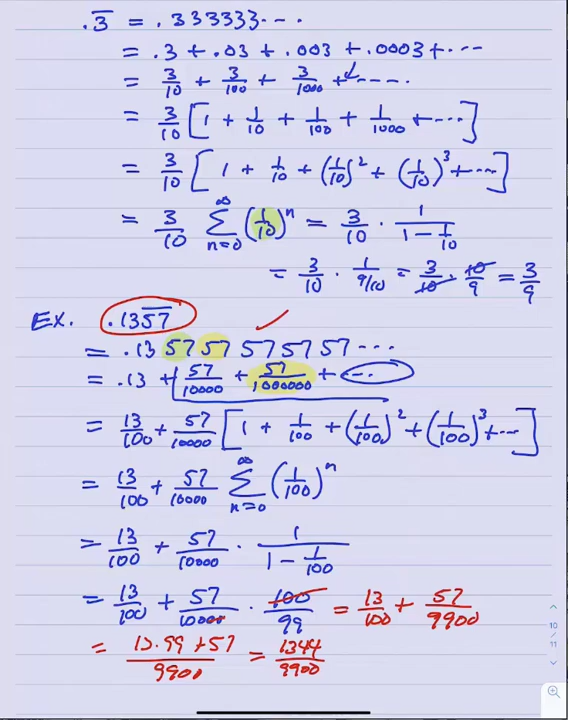 .3̅ = .333333...
= .3 + .03 + .003 + .0003 + ...
= 3/10 + 3/100 + 3/1000 + ....
= 3/10 [1 + 1/10 + 1/100 + 1/1000 + ...]
= 3/10 [1 + 1/10 + (1/10)² + (1/10)³ + ...]
= 3/10 ∑_{n=0}^{∞} (1/10)^n = 3/10 · 1/(1 - 1/10)
= 3/10 · 1/(9/10) = 3/10 · 10/9 = 3/9
Ex. .135̅7̅ ✓
= .13 57 57 57 57 57 ...
= .13 + 57/10000 + 57/1000000 + ...
= 13/100 + 57/10000 [1 + 1/100 + (1/100)² + (1/100)³ + ...]
= 13/100 + 57/10000 ∑_{n=0}^{∞} (1/100)^n
= 13/100 + 57/10000 · 1/(1 - 1/100)
= 13/100 + 57/10000 · 100/99 = 13/100 + 57/9900
= (13·99 + 57)/9900 = 1344/9900
10
/
11